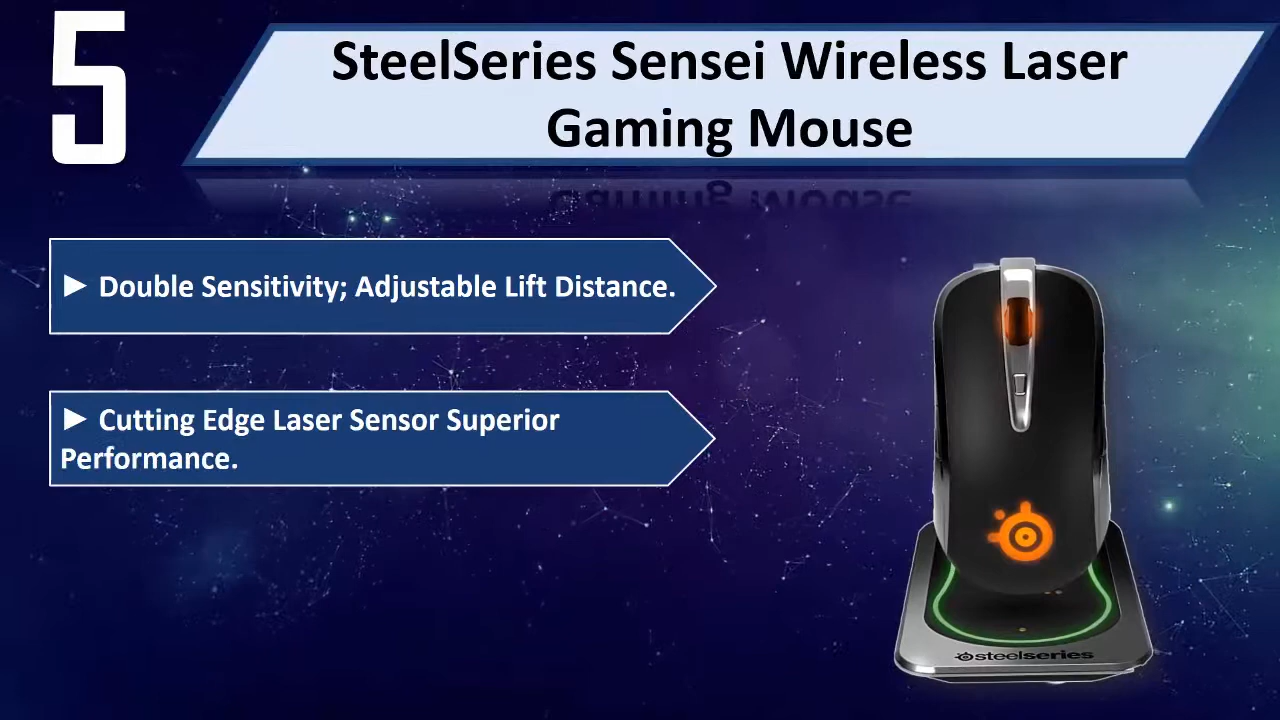 5
SteelSeries Sensei Wireless Laser
Gaming Mouse
► Double Sensitivity; Adjustable Lift Distance.
► Cutting Edge Laser Sensor Superior
Performance.
steelseries